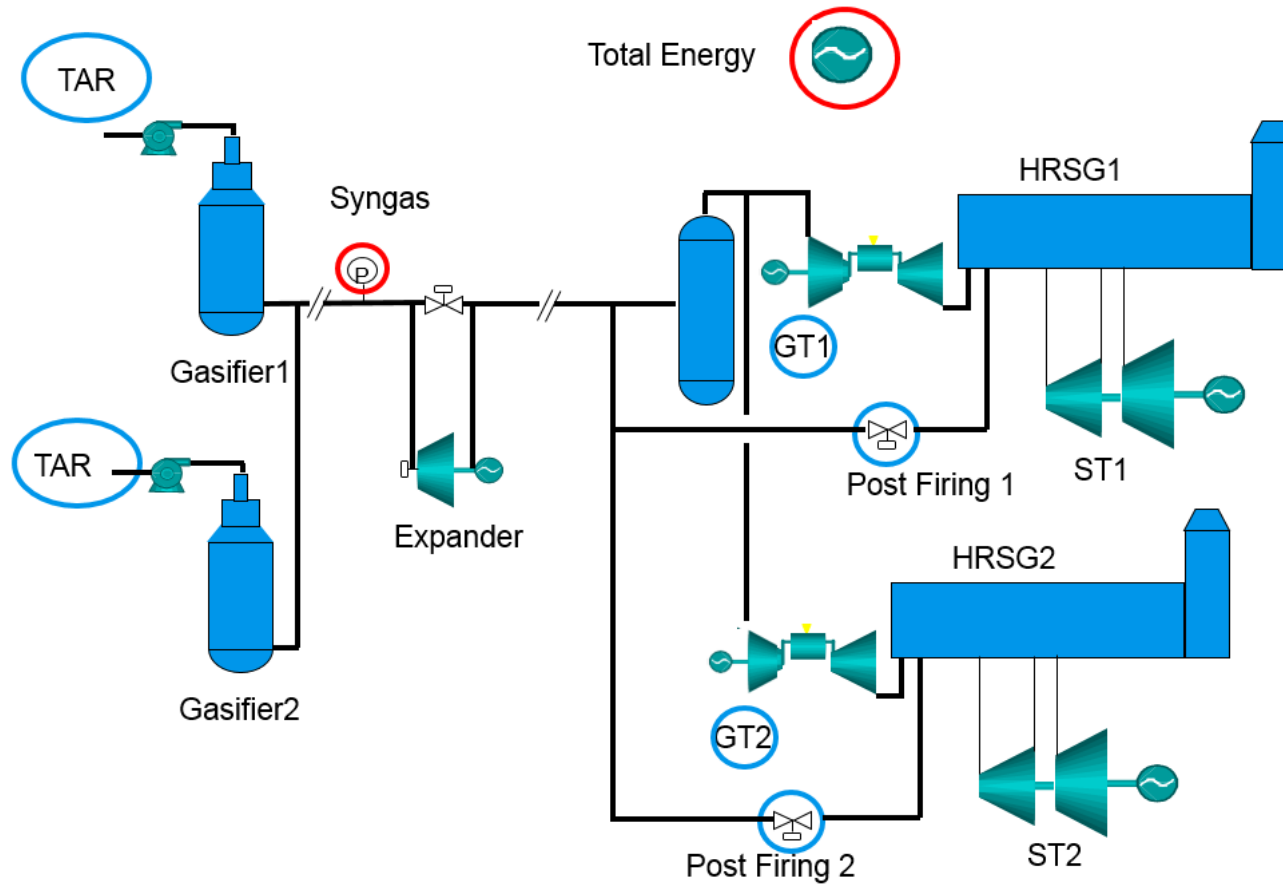 Total Energy
TAR
HRSG1
Syngas
P
GT1
Gasifier1
TAR
Post Firing 1
ST1
Expander
HRSG2
Gasifier2
GT2
ST2
Post Firing 2